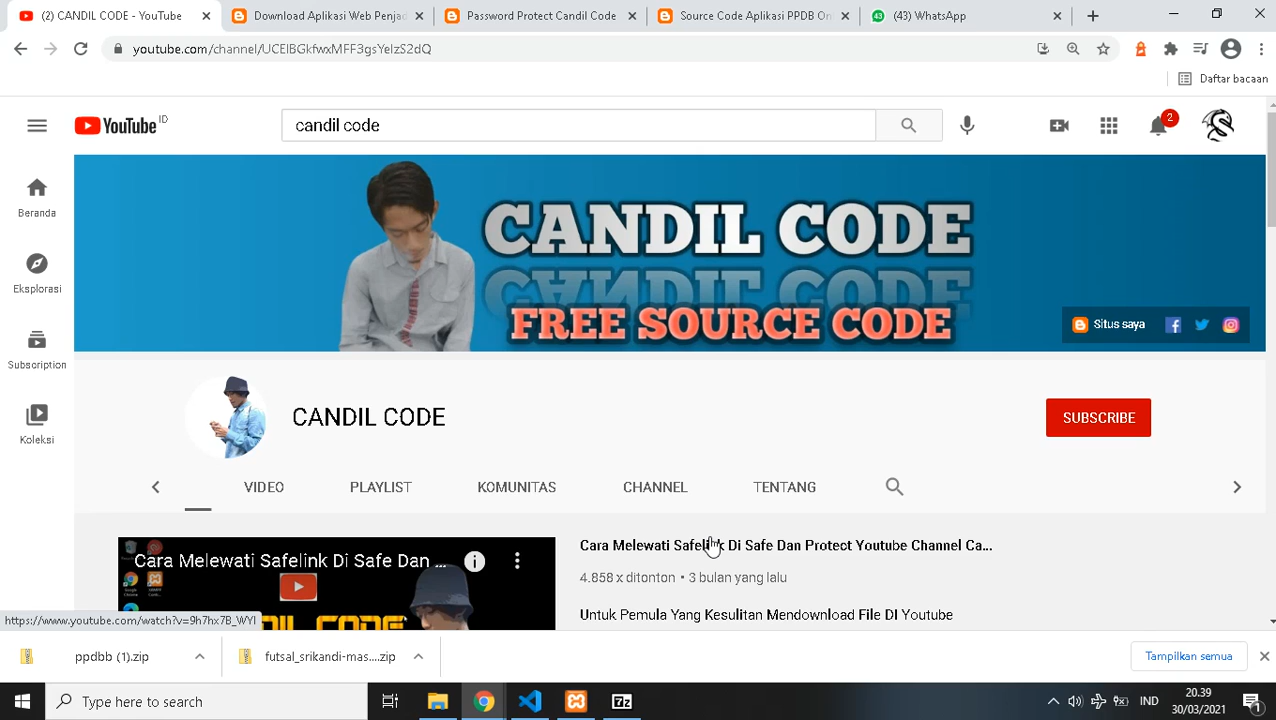 (2) CANDIL CODE - YouTube
Download Aplikasi Web Penjad
Password Protect Candil Code
Source Code Aplikasi PPDB On
(43) WhatsApp
youtube.com/channel/UCElBGkfwxMFF3gsYelzS2dQ
Daftar bacaan
YouTube ID
candil code
2
Beranda
Eksplorasi
Subscription
Koleksi
CANDIL CODE
FREE SOURCE CODE
Situs saya
CANDIL CODE
SUBSCRIBE
VIDEO PLAYLIST KOMUNITAS CHANNEL TENTANG
Cara Melewati Safelink Di Safe Dan ...
Cara Melewati Safelink Di Safe Dan Protect Youtube Channel Ca...
4.858 x ditonton • 3 bulan yang lalu
Untuk Pemula Yang Kesulitan Mendownload File DI Youtube
https://www.youtube.com/watch?v=9h7hx7B_WYI
ppdbb (1).zip
futsal_srikandi-mas....zip
Tampilkan semua
Type here to search
IND
20.39
30/03/2021
1